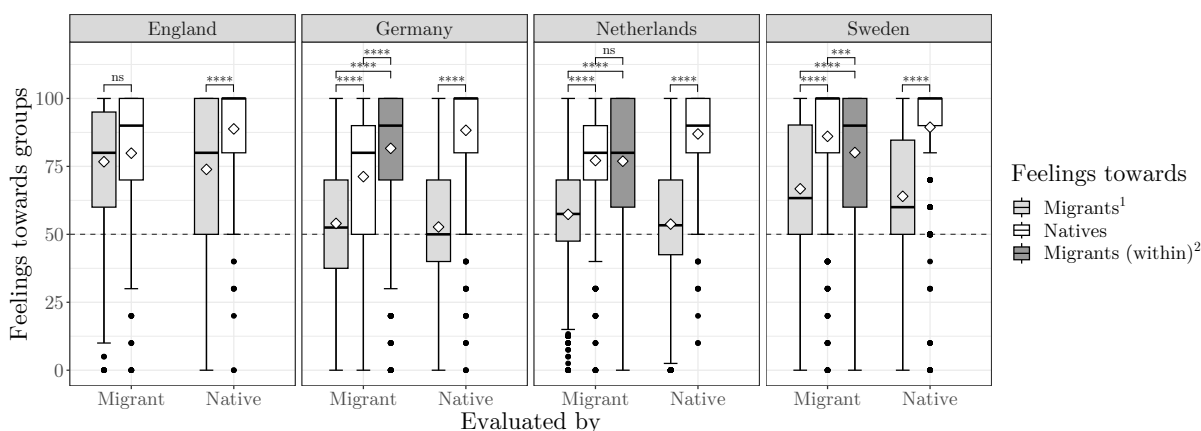 England
Germany
Netherlands
Sweden
Feelings towards groups
100
75
50
25
0
ns
****
****
****
****
****
****
****
ns
****
****
****
***
****
Migrant
Native
Migrant
Native
Migrant
Native
Migrant
Native
Evaluated by
Feelings towards
Migrants¹
Natives
Migrants (within)²